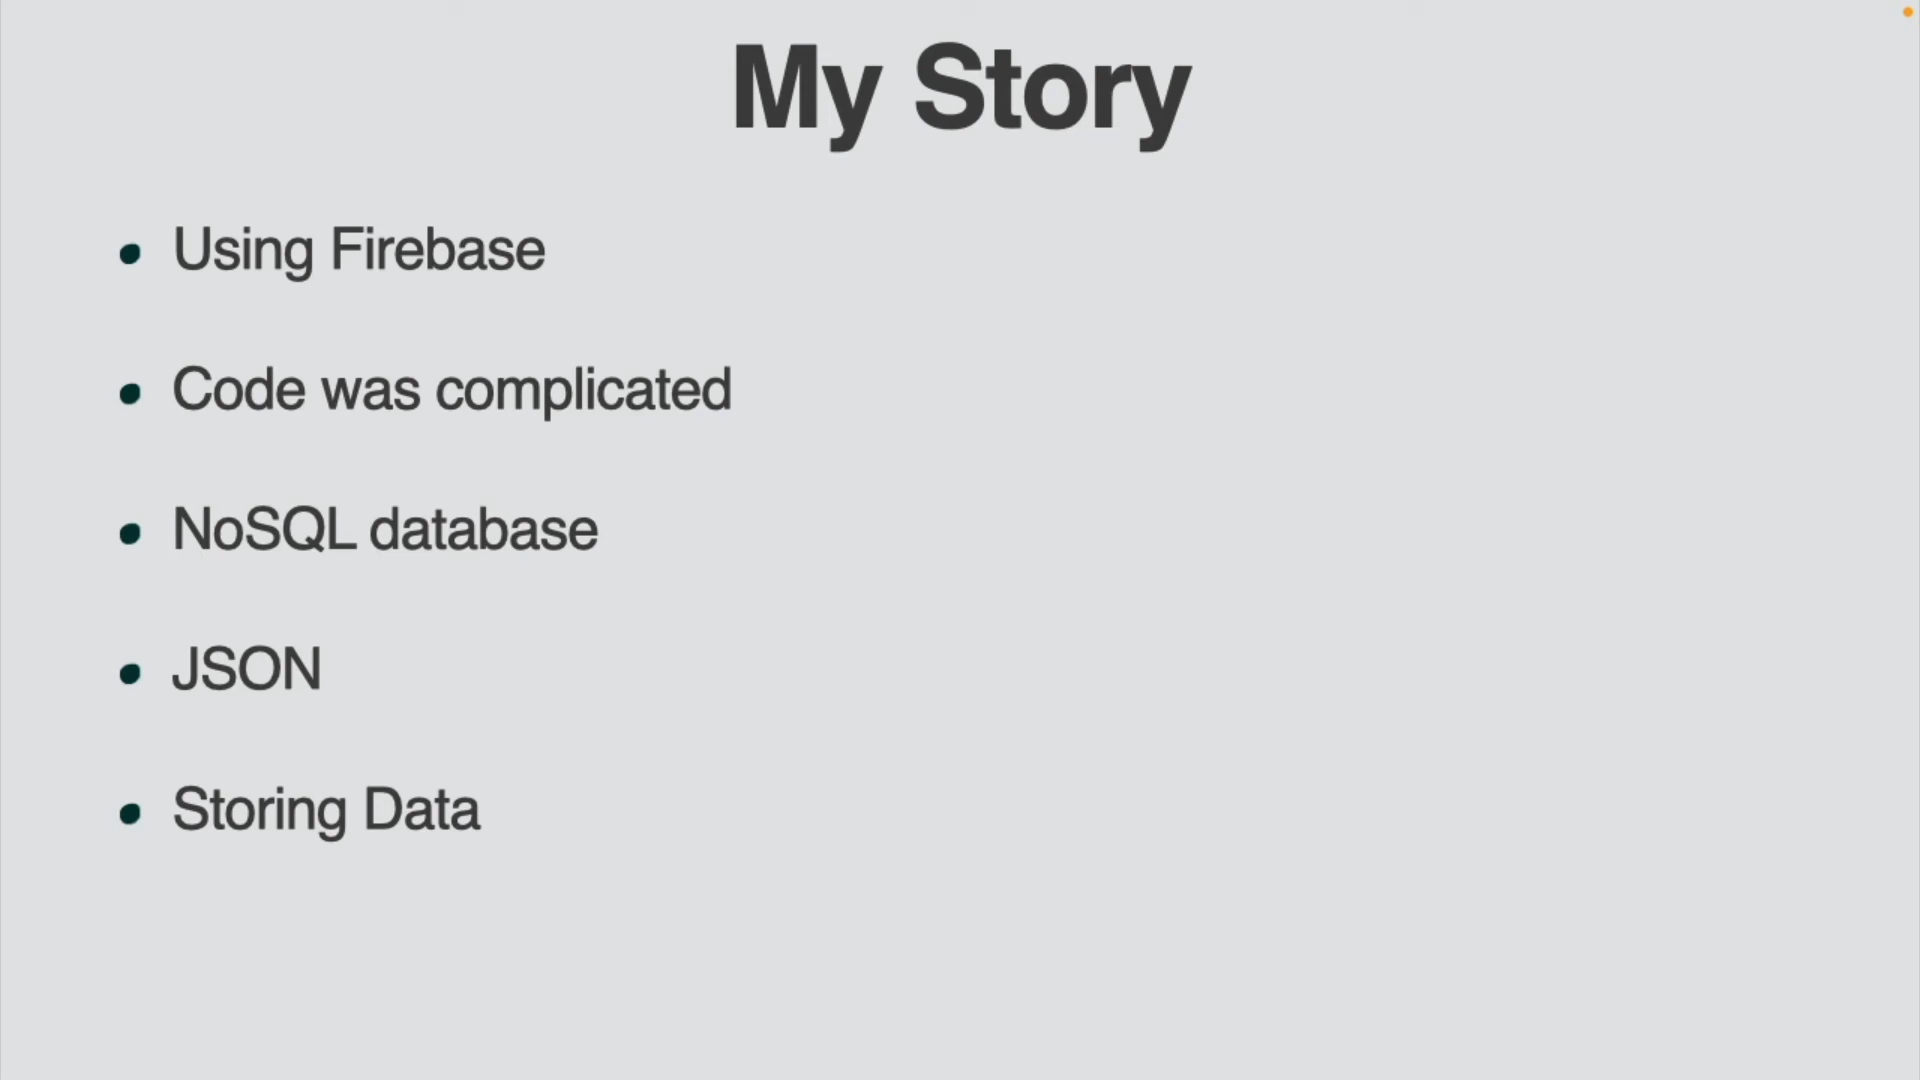 My Story
Using Firebase
Code was complicated
NoSQL database
JSON
Storing Data